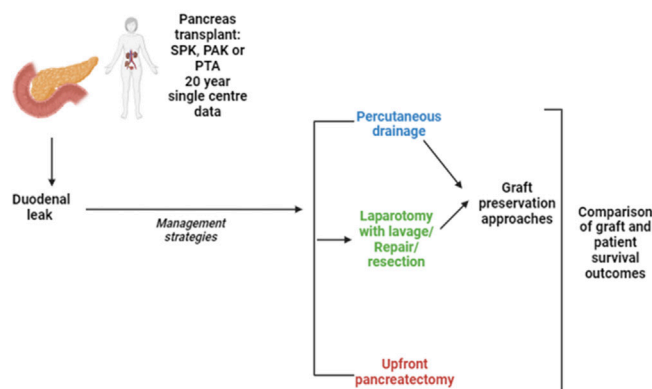 Pancreas
transplant:
SPK, PAK or
PTA
20 year
single centre
data
Percutaneous
drainage
Duodenal
leak
Management
strategies
Laparotomy
with lavage/
Repair/
resection
Graft
preservation
approaches
Comparison
of graft and
patient
survival
outcomes
Upfront
pancreatectomy